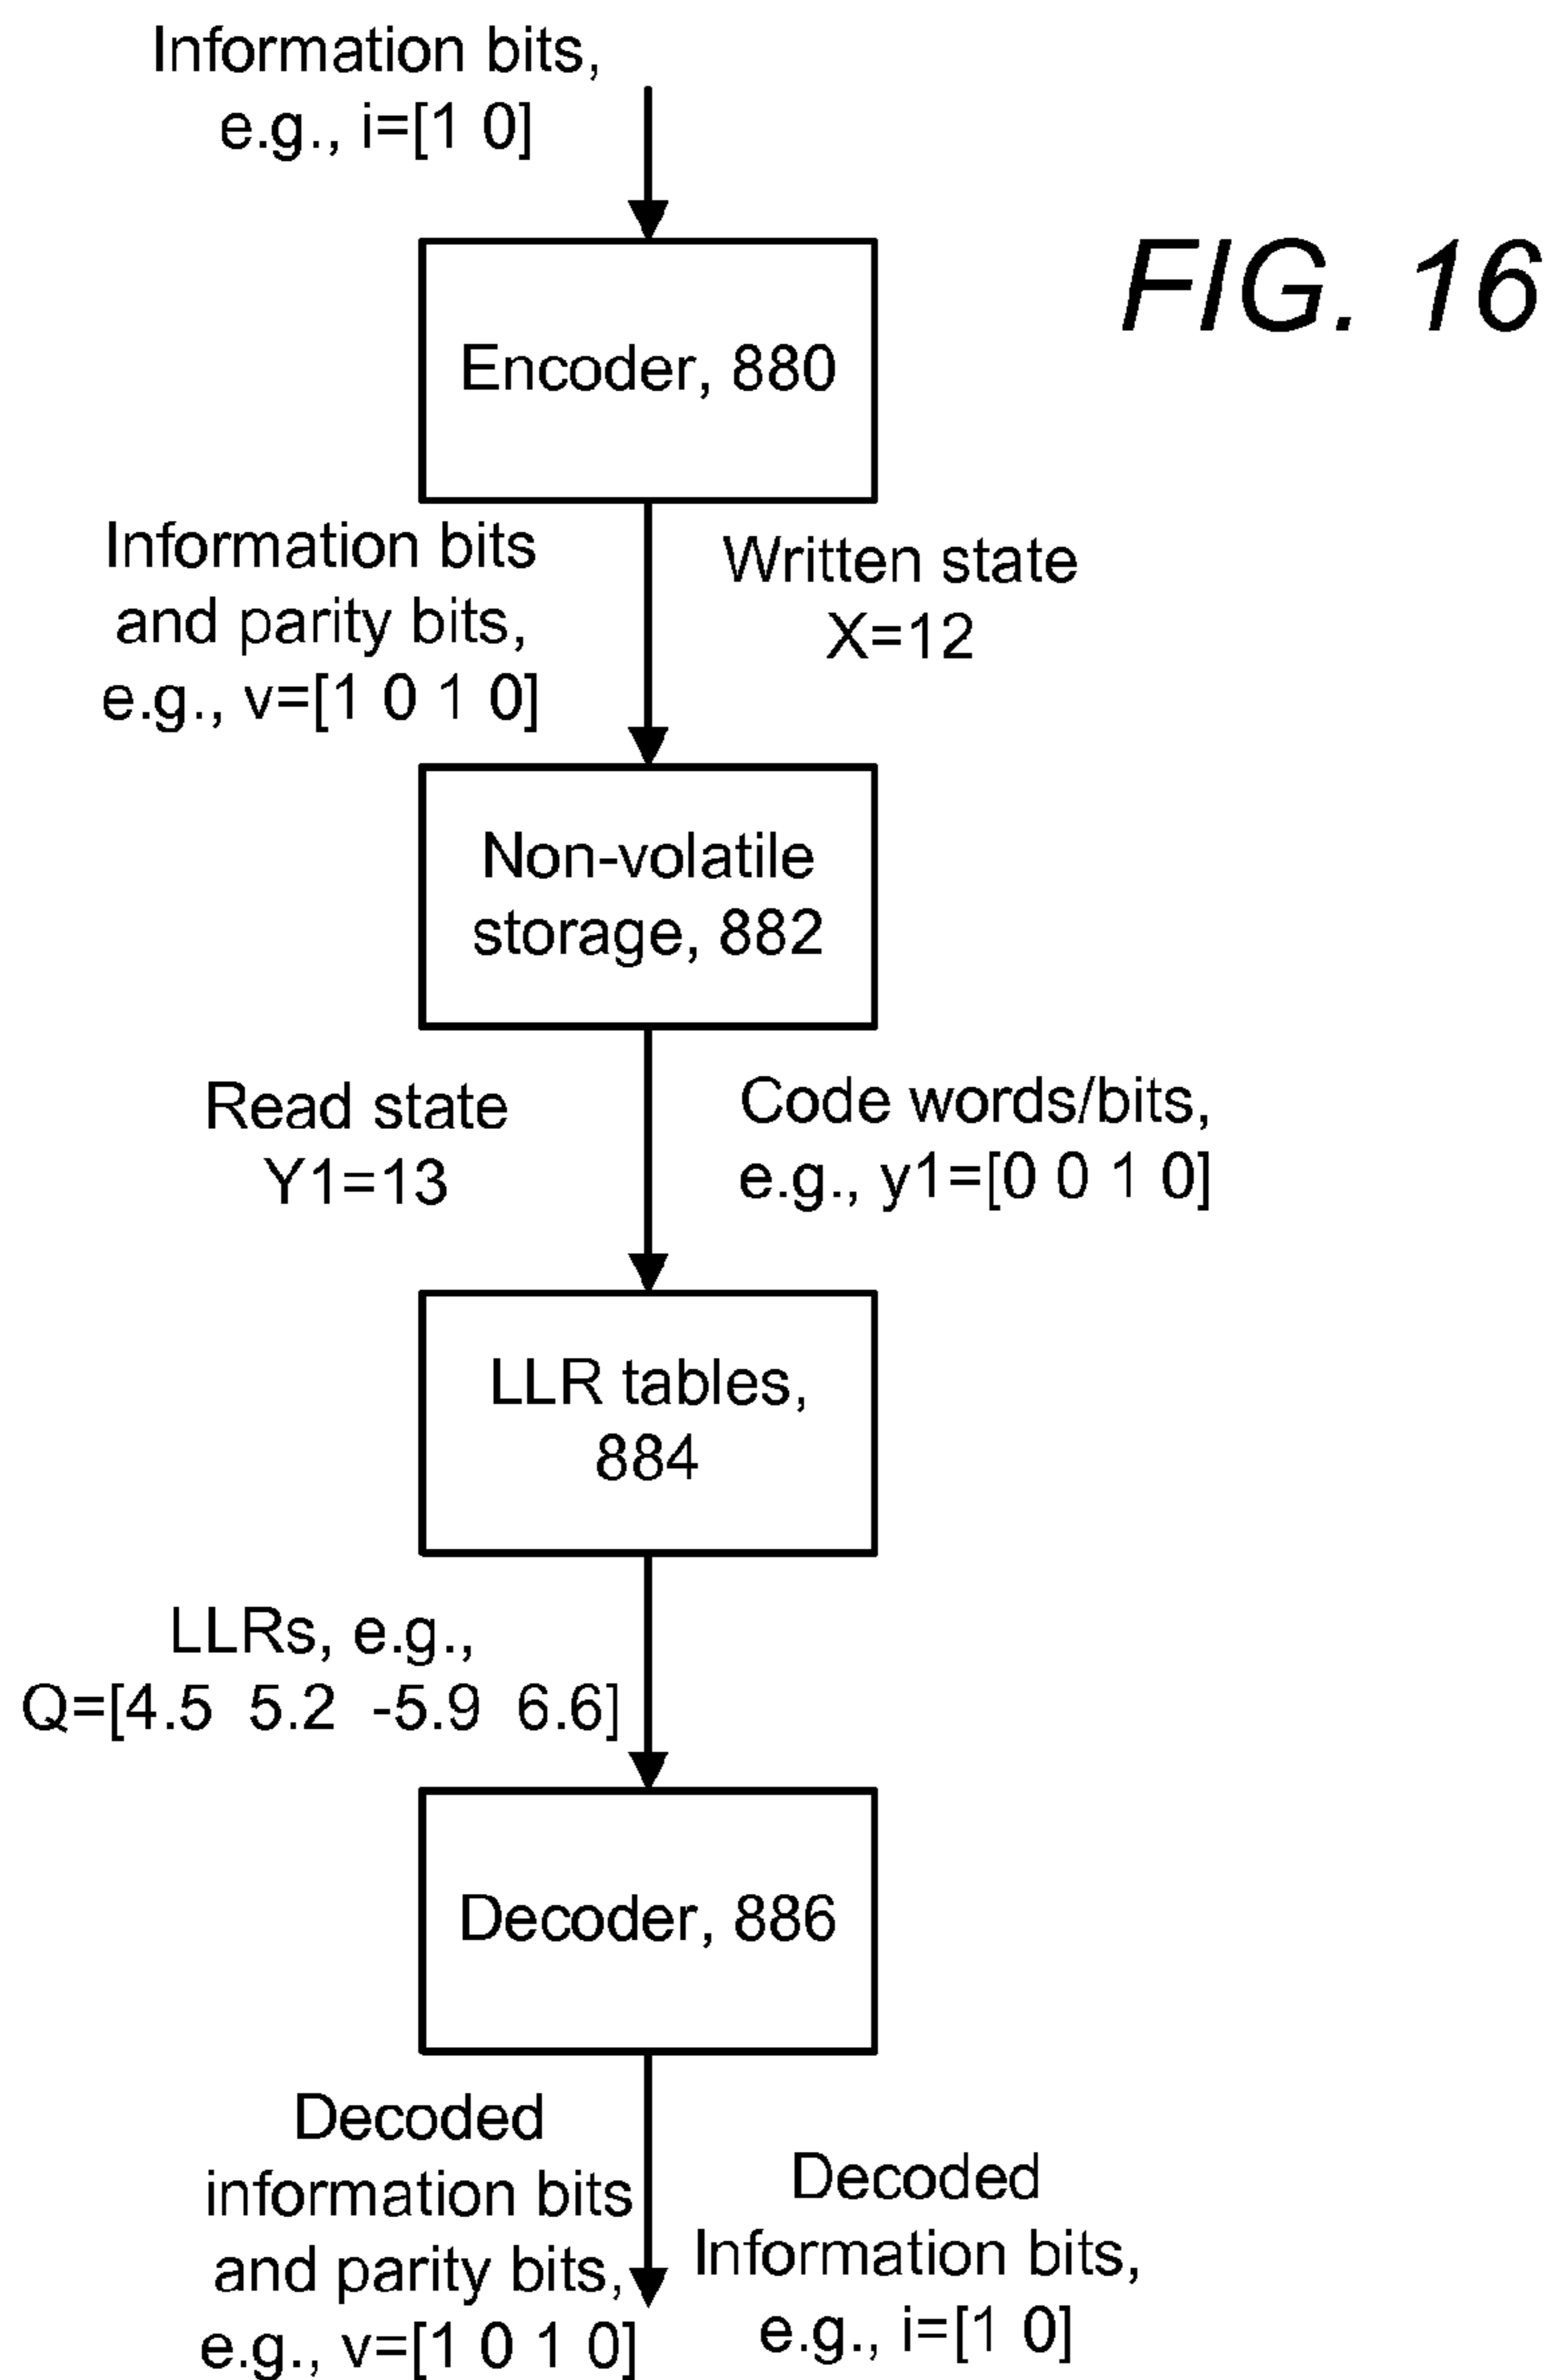 Information bits,
e.g., i=[1 0]
FIG. 16
Encoder, 880
Information bits
and parity bits,
e.g., v=[1 0 1 0]
Written state
X=12
Non-volatile
storage, 882
Read state
Y1=13
Code words/bits,
e.g., y1=[0 0 1 0]
LLR tables,
884
LLRs, e.g.,
Q=[4.5 5.2 -5.9 6.6]
Decoder, 886
Decoded
information bits
and parity bits,
e.g., v=[1 0 1 0]
Decoded
Information bits,
e.g., i=[1 0]